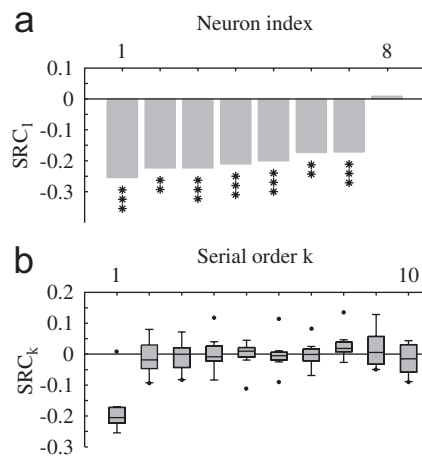 a
Neuron index
1 8
0.1
0
-0.1
-0.2
-0.3
SRC1
** ** *** *** *** ** ***
b
Serial order k
1 10
0.2
0.1
0
-0.1
-0.2
-0.3
SRCk